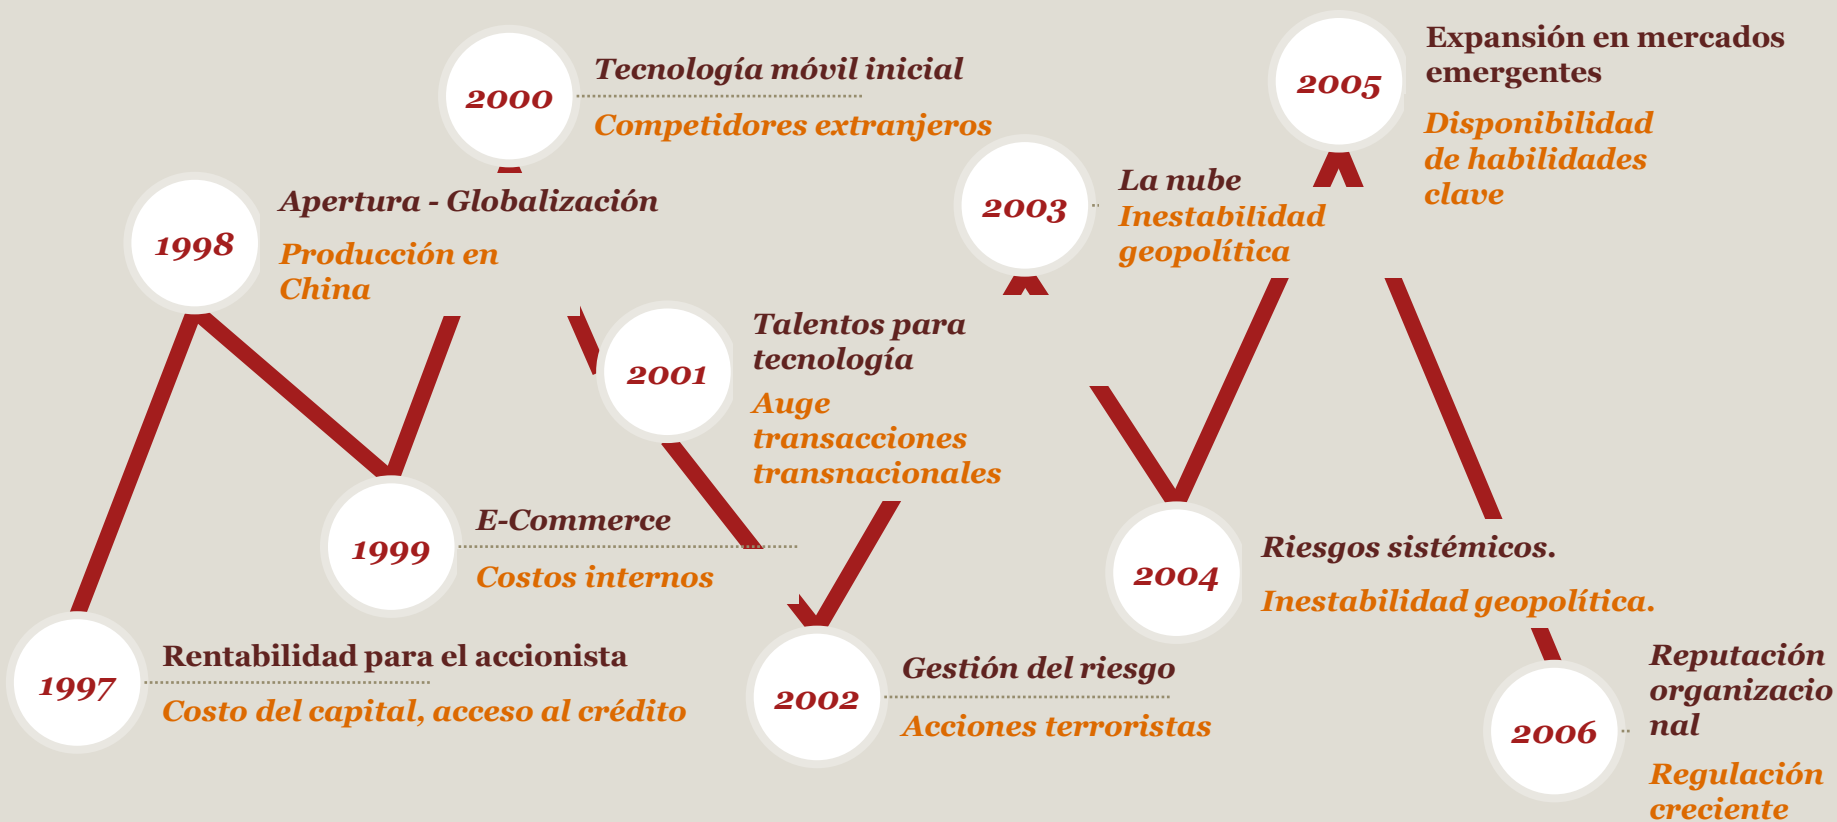 1997
Rentabilidad para el accionista
Costo del capital, acceso al crédito
1998
Apertura - Globalización
Producción en
China
1999
E-Commerce
Costos internos
2000
Tecnología móvil inicial
Competidores extranjeros
2001
Talentos para
tecnología
Auge
transacciones
transnacionales
2002
Gestión del riesgo
Acciones terroristas
2003
La nube
Inestabilidad
geopolítica
2004
Riesgos sistémicos.
Inestabilidad geopolítica.
2005
Expansión en mercados
emergentes
Disponibilidad
de habilidades
clave
2006
Reputación
organizacio
nal
Regulación
creciente